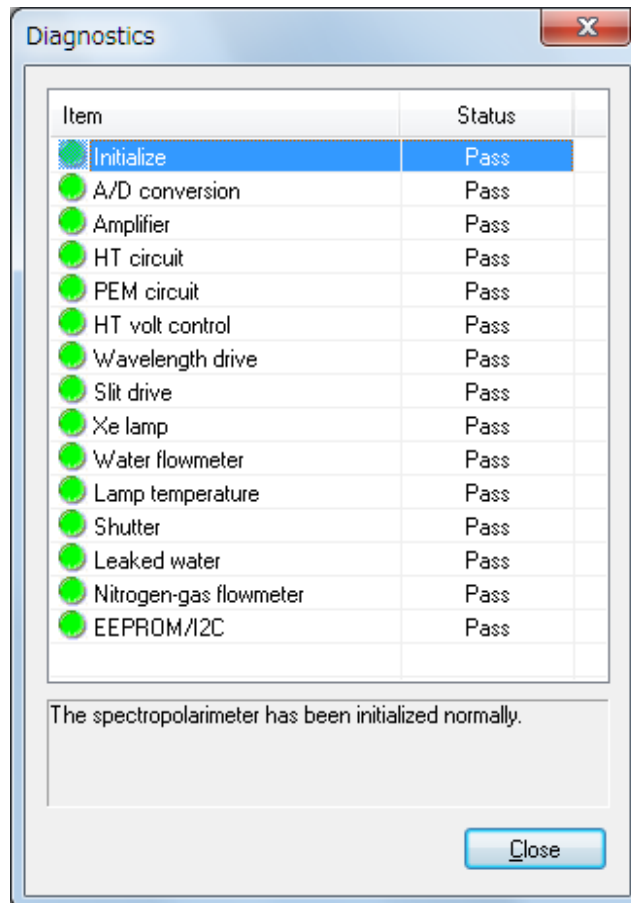 Diagnostics
Item Status
Initialize Pass
A/D conversion Pass
Amplifier Pass
HT circuit Pass
PEM circuit Pass
HT volt control Pass
Wavelength drive Pass
Slit drive Pass
Xe lamp Pass
Water flowmeter Pass
Lamp temperature Pass
Shutter Pass
Leaked water Pass
Nitrogen-gas flowmeter Pass
EEPROM/I2C Pass
The spectropolarimeter has been initialized normally.
Close